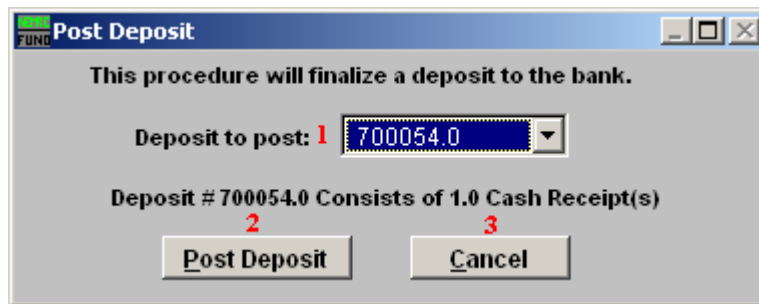 FUND Post Deposit
This procedure will finalize a deposit to the bank.
Deposit to post: 1 700054.0
Deposit # 700054.0 Consists of 1.0 Cash Receipt(s)
2 3
Post Deposit Cancel